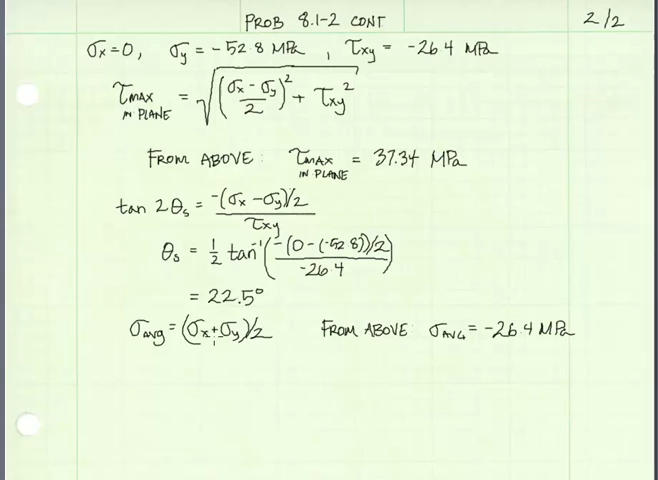 PROB 8.1-2 CONT 2/2
σx=0, σy = -52.8 MPa, τxy = -26.4 MPa
τMAX IN PLANE = √(((σx - σy)/2)² + τxy²)
FROM ABOVE: τMAX IN PLANE = 37.34 MPa
tan 2θs = -(σx - σy)/2 / τxy
θs = 1/2 tan⁻¹(-(0-(-52.8))/2 / -26.4)
= 22.5°
σavg = (σx+σy)/2 FROM ABOVE: σAVG = -26.4 MPa